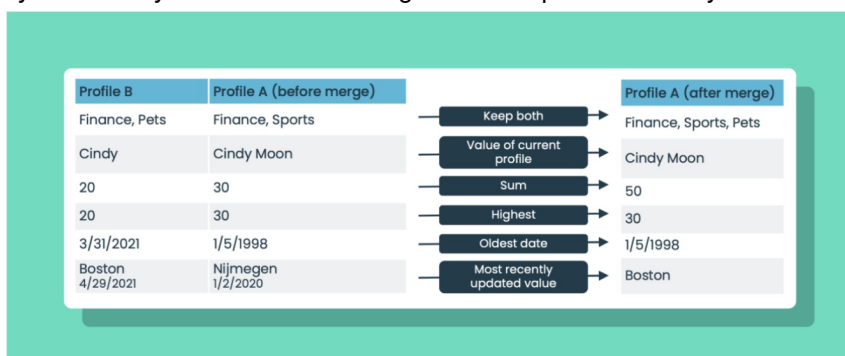 Profile B Profile A (before merge) Profile A (after merge)
Finance, Pets Finance, Sports Keep both Finance, Sports, Pets
Cindy Cindy Moon Value of current profile Cindy Moon
20 30 Sum 50
20 30 Highest 30
3/31/2021 1/5/1998 Oldest date 1/5/1998
Boston Nijmegen Most recently updated value Boston
4/29/2021 1/2/2020